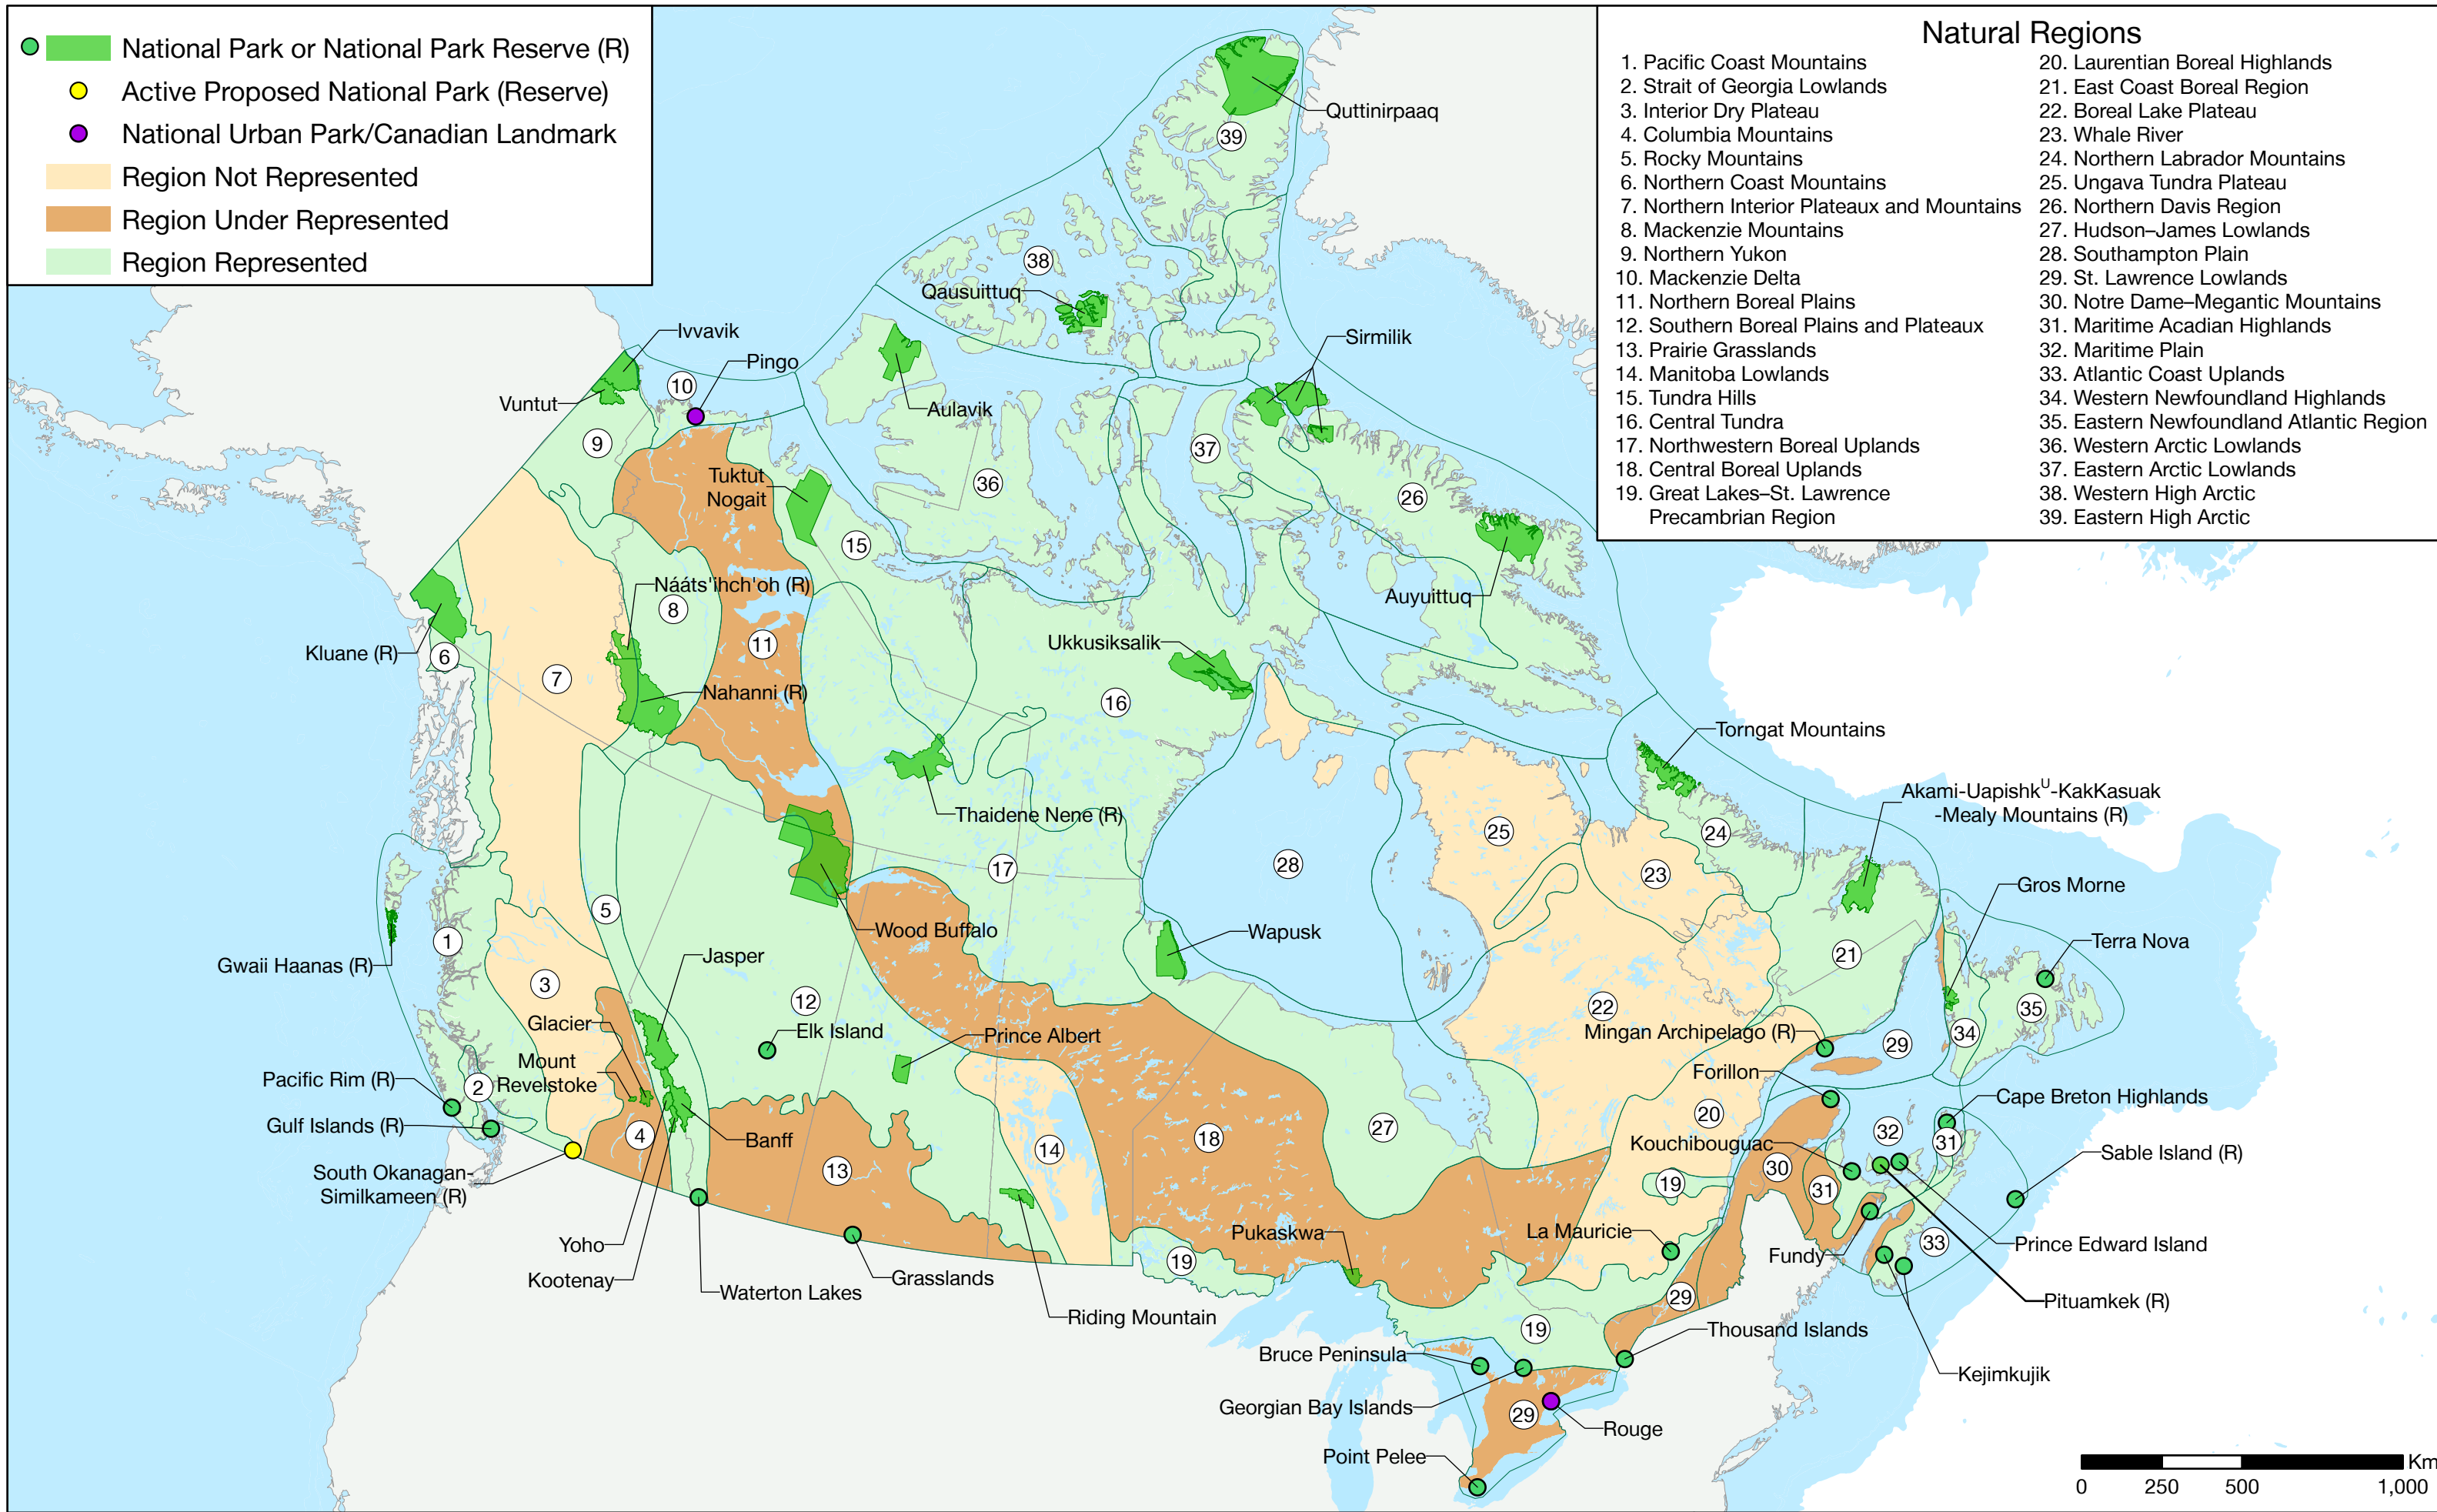 National Park or National Park Reserve (R)
Active Proposed National Park (Reserve)
National Urban Park/Canadian Landmark
Region Not Represented
Region Under Represented
Region Represented
Natural Regions
1. Pacific Coast Mountains
2. Strait of Georgia Lowlands
3. Interior Dry Plateau
4. Columbia Mountains
5. Rocky Mountains
6. Northern Coast Mountains
7. Northern Interior Plateaux and Mountains
8. Mackenzie Mountains
9. Northern Yukon
10. Mackenzie Delta
11. Northern Boreal Plains
12. Southern Boreal Plains and Plateaux
13. Prairie Grasslands
14. Manitoba Lowlands
15. Tundra Hills
16. Central Tundra
17. Northwestern Boreal Uplands
18. Central Boreal Uplands
19. Great Lakes–St. Lawrence
Precambrian Region
20. Laurentian Boreal Highlands
21. East Coast Boreal Region
22. Boreal Lake Plateau
23. Whale River
24. Northern Labrador Mountains
25. Ungava Tundra Plateau
26. Northern Davis Region
27. Hudson–James Lowlands
28. Southampton Plain
29. St. Lawrence Lowlands
30. Notre Dame–Megantic Mountains
31. Maritime Acadian Highlands
32. Maritime Plain
33. Atlantic Coast Uplands
34. Western Newfoundland Highlands
35. Eastern Newfoundland Atlantic Region
36. Western Arctic Lowlands
37. Eastern Arctic Lowlands
38. Western High Arctic
39. Eastern High Arctic
Quttinirpaaq
39
38
Qausuittuq
Sirmilik
Ivvavik
Pingo
10
Vuntut
Aulavik
9
37
Tuktut
Nogait
36
26
15
Nááts'ihch'oh (R)
8
Auyuittuq
11
Ukkusiksalik
Kluane (R)
6
7
Nahanni (R)
16
Torngat Mountains
Akami-Uapishkᵁ-KakKasuak
-Mealy Mountains (R)
Thaidene Nene (R)
25
24
17
28
23
Gros Morne
5
Wood Buffalo
Wapusk
1
Terra Nova
Jasper
21
Gwaii Haanas (R)
3
12
22
35
Glacier
Elk Island
Prince Albert
Mingan Archipelago (R)
34
29
Mount
Revelstoke
Forillon
Pacific Rim (R)
2
Cape Breton Highlands
20
Gulf Islands (R)
4
Banff
18
27
Kouchibouguac
32
31
14
Sable Island (R)
13
30
South Okanagan-
Similkameen (R)
19
31
Pukaskwa
La Mauricie
33
Prince Edward Island
Yoho
19
Fundy
Kootenay
Grasslands
Waterton Lakes
29
Pituamkek (R)
Riding Mountain
19
Thousand Islands
Bruce Peninsula
Kejimkujik
Georgian Bay Islands
29
Rouge
Point Pelee
Km
0 250 500 1,000